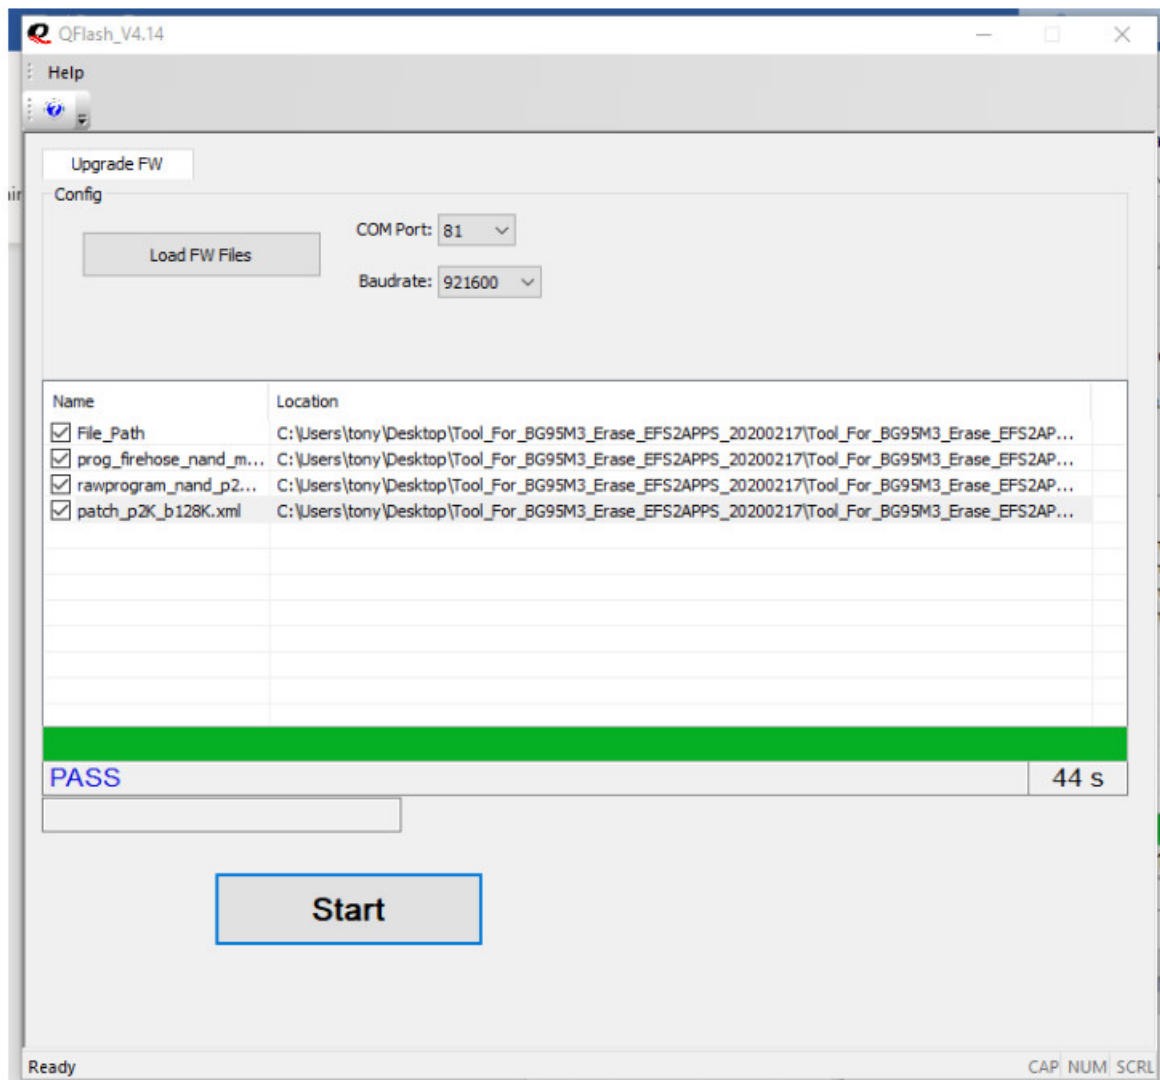 QFlash_V4.14
Help
Upgrade FW
Config
Load FW Files
COM Port: 81
Baudrate: 921600
Name Location
File_Path C:\Users\tony\Desktop\Tool_For_BG95M3_Erase_EFS2APPS_20200217\Tool_For_BG95M3_Erase_EFS2AP...
prog_firehose_nand_m... C:\Users\tony\Desktop\Tool_For_BG95M3_Erase_EFS2APPS_20200217\Tool_For_BG95M3_Erase_EFS2AP...
rawprogram_nand_p2... C:\Users\tony\Desktop\Tool_For_BG95M3_Erase_EFS2APPS_20200217\Tool_For_BG95M3_Erase_EFS2AP...
patch_p2K_b128K.xml C:\Users\tony\Desktop\Tool_For_BG95M3_Erase_EFS2APPS_20200217\Tool_For_BG95M3_Erase_EFS2AP...
PASS 44 s
Start
Ready CAP NUM SCRL